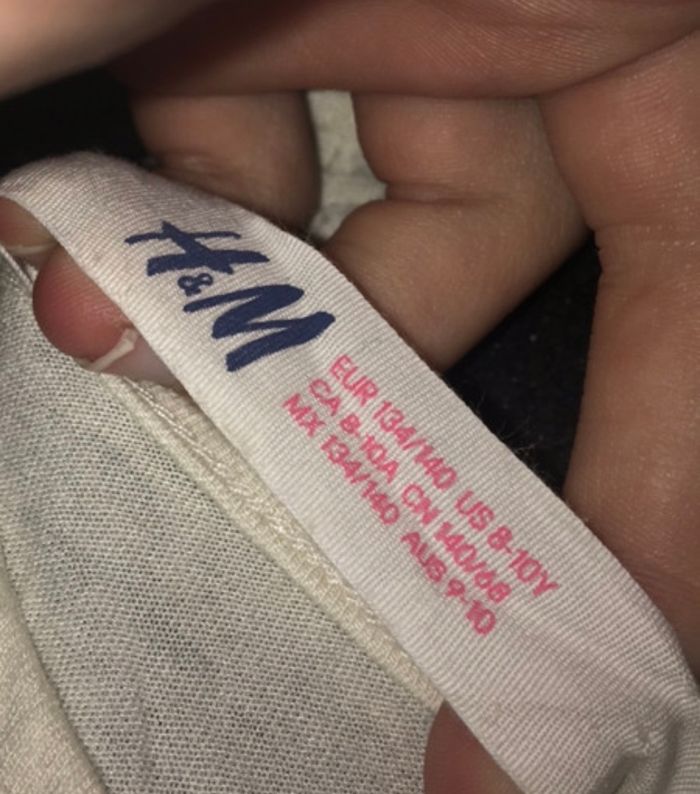 H&M
EUR 134/140 US 8-10Y
CA 8-10A CN 140/68
MX 134/140 AUS 9-10